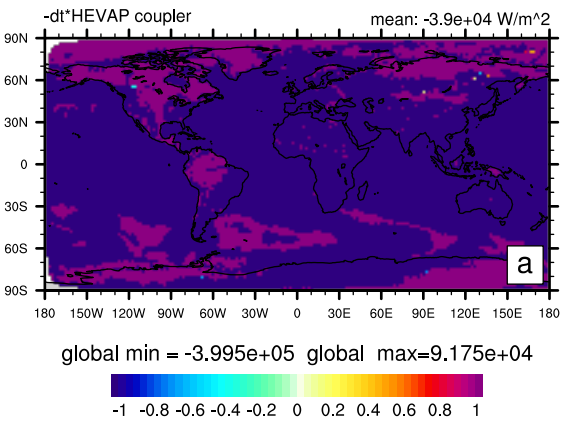 -dt*HEVAP coupler mean: -3.9e+04 W/m^2
90N
60N
30N
0
30S
60S
90S
a
180 150W 120W 90W 60W 30W 0 30E 60E 90E 120E 150E 180
global min = -3.995e+05 global max=9.175e+04
-1 -0.8 -0.6 -0.4 -0.2 0 0.2 0.4 0.6 0.8 1